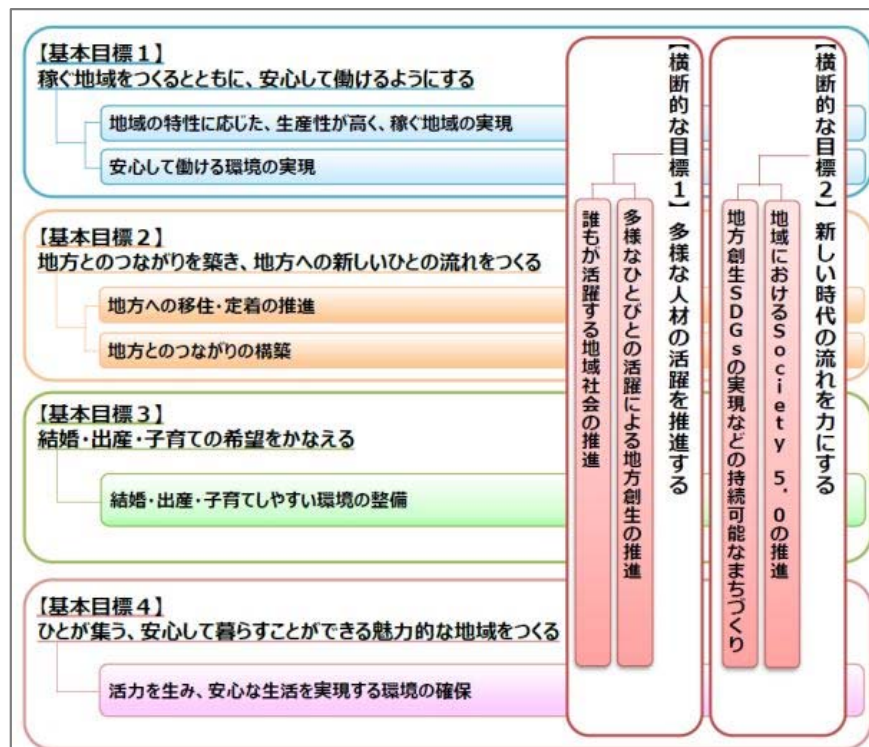 【基本目標1】
稼ぐ地域をつくるとともに、安心して働けるようにする
地域の特性に応じた、生産性が高く、稼ぐ地域の実現
安心して働ける環境の実現
【基本目標2】
地方とのつながりを築き、地方への新しいひとの流れをつくる
地方への移住・定着の推進
地方とのつながりの構築
【基本目標3】
結婚・出産・子育ての希望をかなえる
結婚・出産・子育てしやすい環境の整備
【基本目標4】
ひとが集う、安心して暮らすことができる魅力的な地域をつくる
活力を生み、安心な生活を実現する環境の確保
【横断的な目標1】多様な人材の活躍を推進する
多様なひとびとの活躍による地方創生の推進
誰もが活躍する地域社会の推進
【横断的な目標2】新しい時代の流れを力にする
地域におけるSociety 5.0の推進
地方創生SDGsの実現などの持続可能なまちづくり